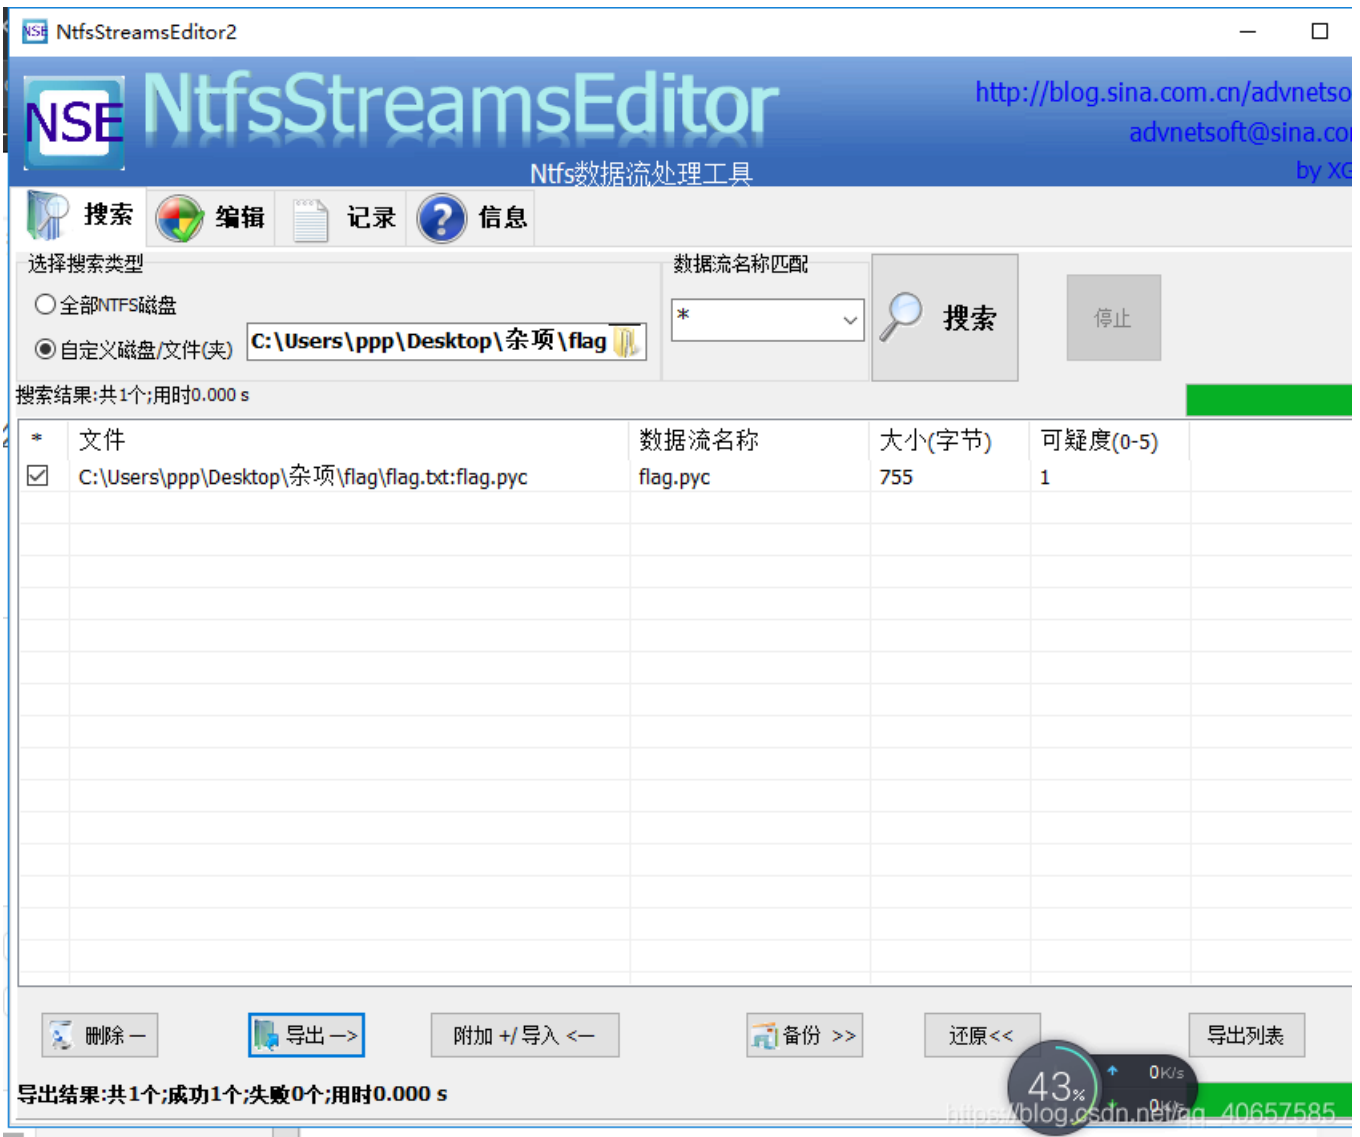 NSE NtfsStreamsEditor2
NSE NtfsStreamsEditor
http://blog.sina.com.cn/advnetso
advnetsoft@sina.co
Ntfs数据流处理工具
by XG
搜索 编辑 记录 信息
选择搜索类型 数据流名称匹配
全部NTFS磁盘
自定义磁盘/文件(夹) C:\Users\ppp\Desktop\杂项\flag * 搜索 停止
搜索结果:共1个;用时0.000 s
* 文件 数据流名称 大小(字节) 可疑度(0-5)
C:\Users\ppp\Desktop\杂项\flag\flag.txt:flag.pyc flag.pyc 755 1
删除 — 导出 —> 附加 +/ 导入 <— 备份 >> 还原<< 导出列表
导出结果:共1个;成功1个;失败0个;用时0.000 s
43% 0K/s
0K/s
https://blog.csdn.net/qq_40657585